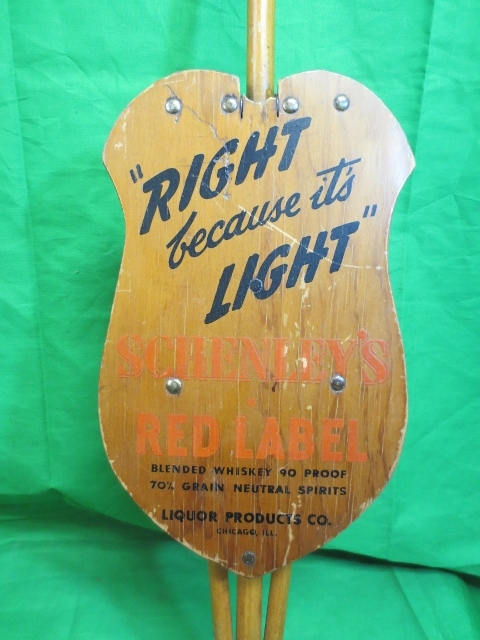 "RIGHT
because it's
LIGHT"
SCHENLEY'S
RED LABEL
BLENDED WHISKEY 90 PROOF
70% GRAIN NEUTRAL SPIRITS
LIQUOR PRODUCTS CO.
CHICAGO, ILL.